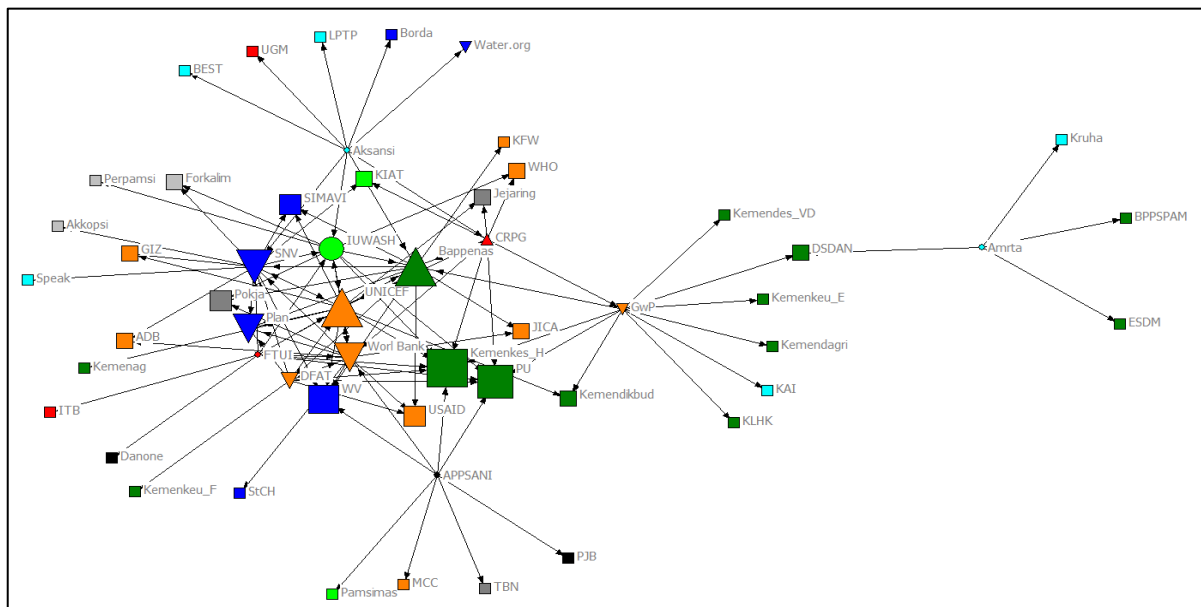 LPTP
Borda
UGM
Water.org
BEST
KFW
Aksansi
Kruha
WHO
KIAT
Perpamsi
Forkalim
Jejaring
SIMAVI
Kemendes_VD
BPPSPAM
Akkopsi
CRPG
IUWASH
GIZ
SNV
Bappenas
DSDAN
Amrta
Speak
UNICEF
Pokja
Kemenkeu_E
GwP
Plan
ESDM
ADB
JICA
Worl Bank
Kemendagri
FTUI
Kemenkes_H
Kemenag
PU
DFAT
WV
KAI
Kemendikbud
ITB
USAID
KLHK
Danone
APPSANI
Kemenkeu_F
StCH
PJB
MCC
TBN
Pamsimas